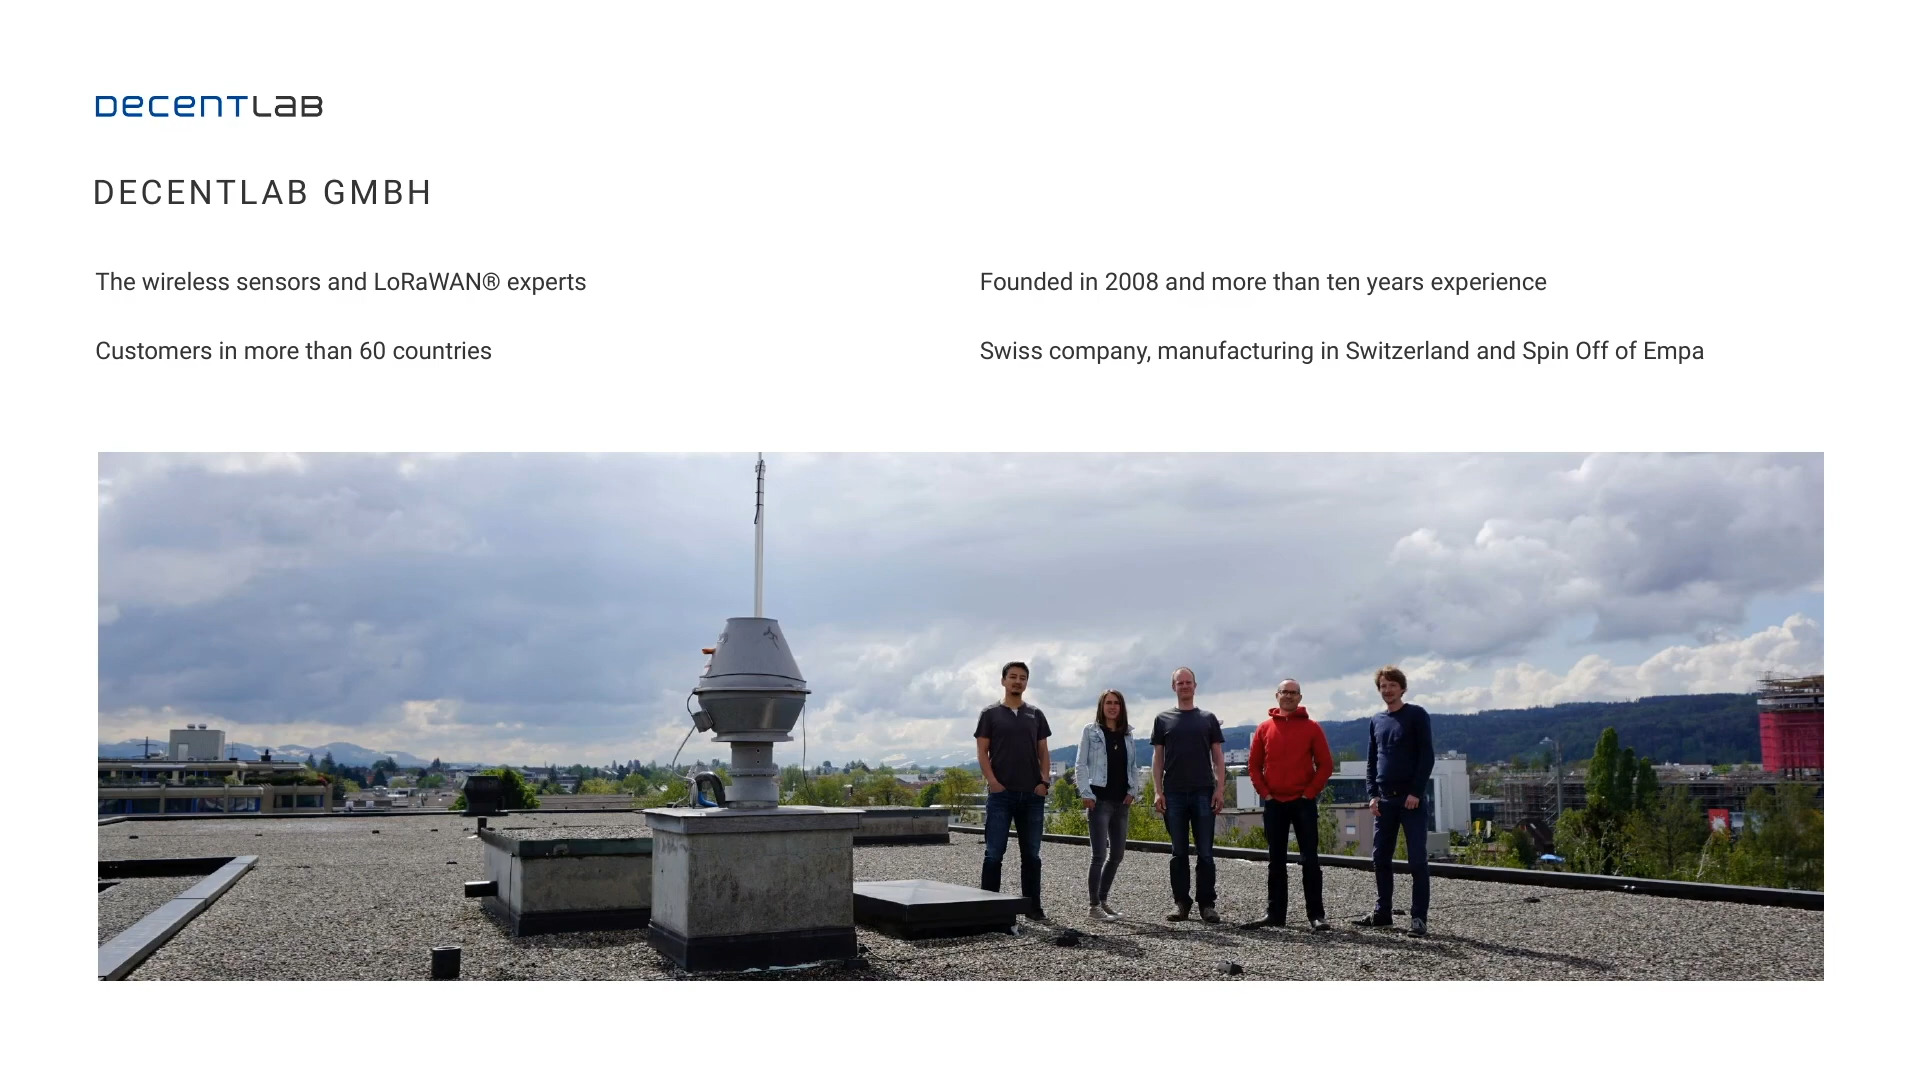 DECENTLAB
DECENTLAB GMBH
The wireless sensors and LoRaWAN® experts
Customers in more than 60 countries
Founded in 2008 and more than ten years experience
Swiss company, manufacturing in Switzerland and Spin Off of Empa